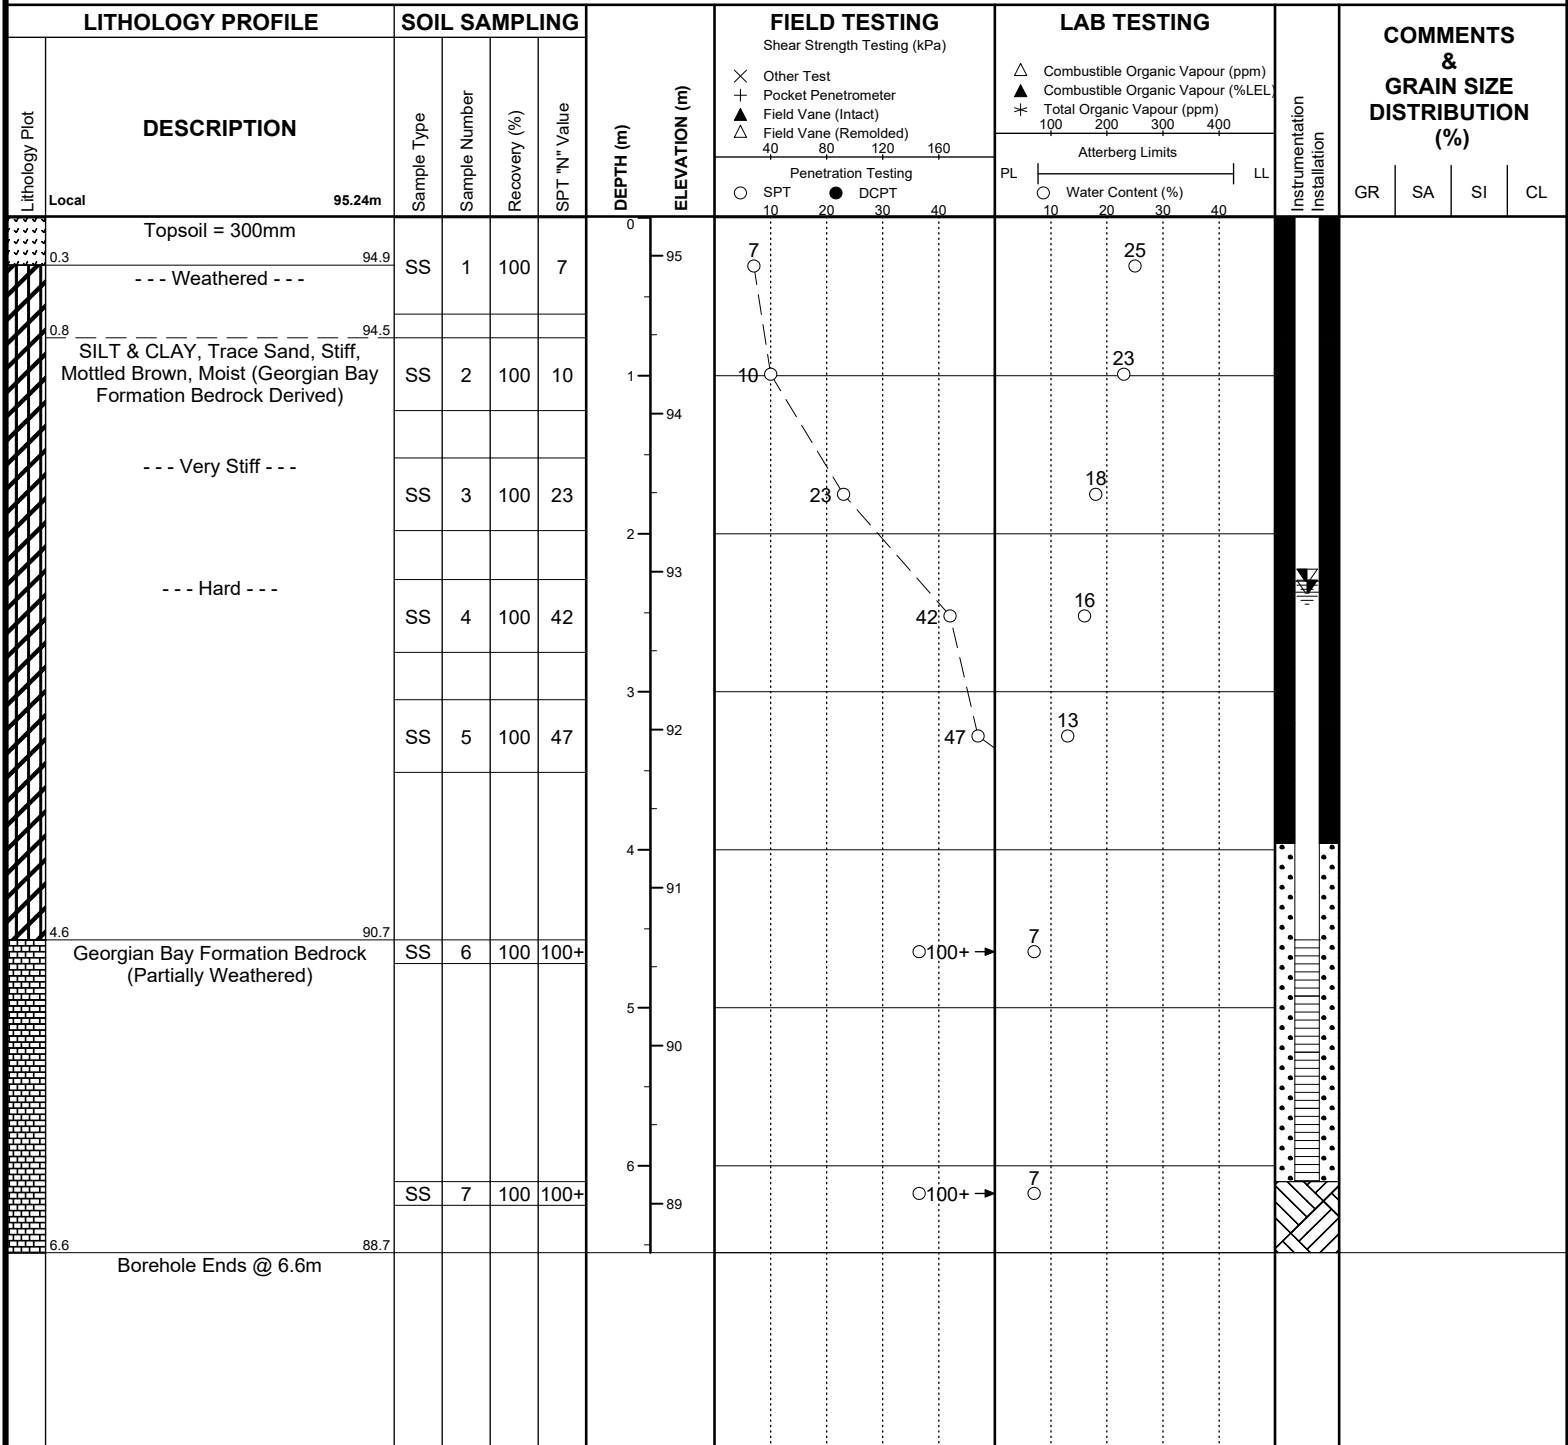 LITHOLOGY PROFILE
SOIL SAMPLING
FIELD TESTING
LAB TESTING
COMMENTS
&
GRAIN SIZE
DISTRIBUTION
(%)
Lithology Plot
DESCRIPTION
Local 95.24m
Sample Type
Sample Number
Recovery (%)
SPT "N" Value
DEPTH (m)
ELEVATION (m)
Shear Strength Testing (kPa)
Other Test
Pocket Penetrometer
Field Vane (Intact)
Field Vane (Remolded)
40 80 120 160
Penetration Testing
SPT DCPT
10 20 30 40
Combustible Organic Vapour (ppm)
Combustible Organic Vapour (%LEL)
Total Organic Vapour (ppm)
100 200 300 400
Atterberg Limits
PL LL
Water Content (%)
10 20 30 40
Instrumentation
Installation
GR SA SI CL
Topsoil = 300mm
0.3 94.9
--- Weathered ---
SS 1 100 7
0
95
7
25
0.8 94.5
SILT & CLAY, Trace Sand, Stiff,
Mottled Brown, Moist (Georgian Bay
Formation Bedrock Derived)
SS 2 100 10
1
94
10
23
--- Very Stiff ---
SS 3 100 23
23
18
2
93
--- Hard ---
SS 4 100 42
42
16
3
92
SS 5 100 47
47
13
4
91
4.6 90.7
Georgian Bay Formation Bedrock
(Partially Weathered)
SS 6 100 100+
100+
7
5
90
6
SS 7 100 100+
89
100+
7
6.6 88.7
Borehole Ends @ 6.6m